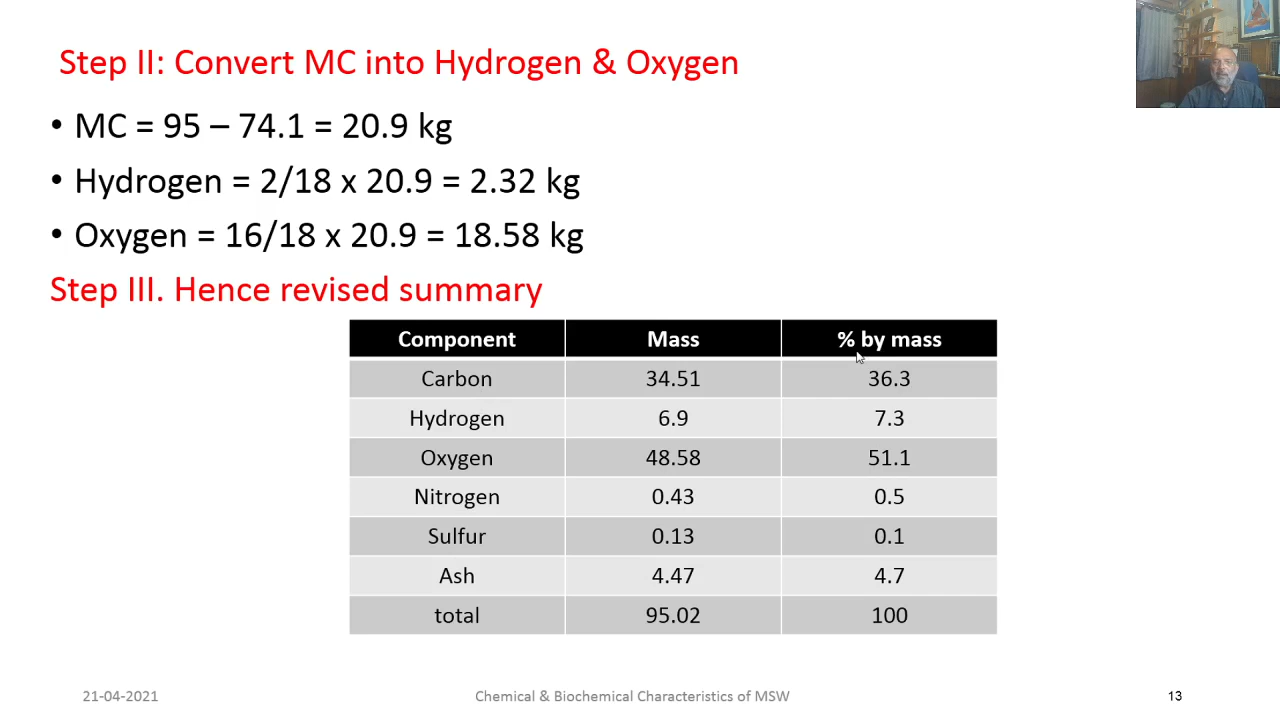 Step II: Convert MC into Hydrogen & Oxygen
• MC = 95 – 74.1 = 20.9 kg
• Hydrogen = 2/18 x 20.9 = 2.32 kg
• Oxygen = 16/18 x 20.9 = 18.58 kg
Step III. Hence revised summary
Component Mass % by mass
Carbon 34.51 36.3
Hydrogen 6.9 7.3
Oxygen 48.58 51.1
Nitrogen 0.43 0.5
Sulfur 0.13 0.1
Ash 4.47 4.7
total 95.02 100
21-04-2021 Chemical & Biochemical Characteristics of MSW 13